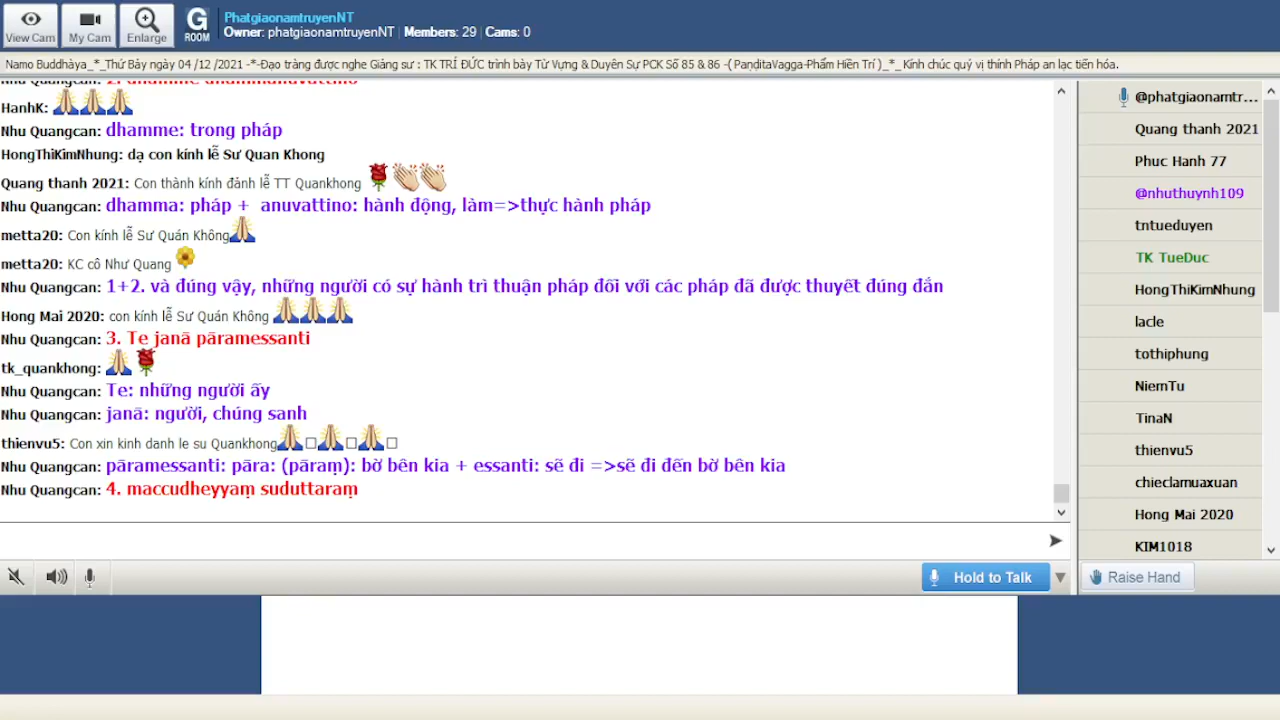 View Cam
My Cam
Enlarge
G
ROOM
PhatgiaonamtruyenNT
Owner: phatgiaonamtruyenNT | Members: 29 | Cams: 0
Namo Buddhàya_*_Thứ Bảy ngày 04 /12 /2021 -*-Đạo tràng được nghe Giảng sư : TK TRÍ ĐỨC trình bày Từ Vựng & Duyên Sự PCK Số 85 & 86 -( PaṇḍitaVagga-Phẩm Hiền Trí )_*_ Kính chúc quý vị thính Pháp an lạc tiến hóa.
Nhu Quangcan: 2. dhamme dhammānuvattino
HanhK:
Nhu Quangcan: dhamme: trong pháp
HongThiKimNhung: dạ con kính lễ Sư Quan Khong
Quang thanh 2021: Con thành kính đảnh lễ TT Quankhong
Nhu Quangcan: dhamma: pháp + anuvattino: hành động, làm=>thực hành pháp
metta20: Con kính lễ Sư Quán Không
metta20: KC cô Như Quang
Nhu Quangcan: 1+2. và đúng vậy, những người có sự hành trì thuận pháp đối với các pháp đã được thuyết đúng đắn
Hong Mai 2020: con kính lễ Sư Quán Không
Nhu Quangcan: 3. Te janā pāramessanti
tk_quankhong:
Nhu Quangcan: Te: những người ấy
Nhu Quangcan: janā: người, chúng sanh
thienvu5: Con xin kinh danh le su Quankhong
Nhu Quangcan: pāramessanti: pāra: (pāraṃ): bờ bên kia + essanti: sẽ đi =>sẽ đi đến bờ bên kia
Nhu Quangcan: 4. maccudheyyaṃ suduttaraṃ
@phatgiaonamtr...
Quang thanh 2021
Phuc Hanh 77
@nhuthuynh109
tntueduyen
TK TueDuc
HongThiKimNhung
lacle
tothiphung
NiemTu
TinaN
thienvu5
chieclamuaxuan
Hong Mai 2020
KIM1018
Hold to Talk
Raise Hand